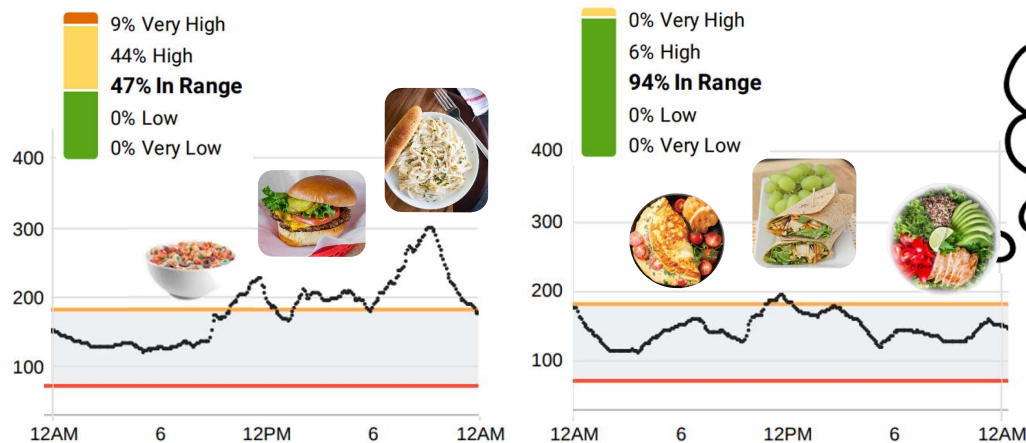 9% Very High
44% High
47% In Range
0% Low
0% Very Low
400
300
200
100
12AM 6 12PM 6 12AM
0% Very High
6% High
94% In Range
0% Low
0% Very Low
400
300
200
100
12AM 6 12PM 6 12AM